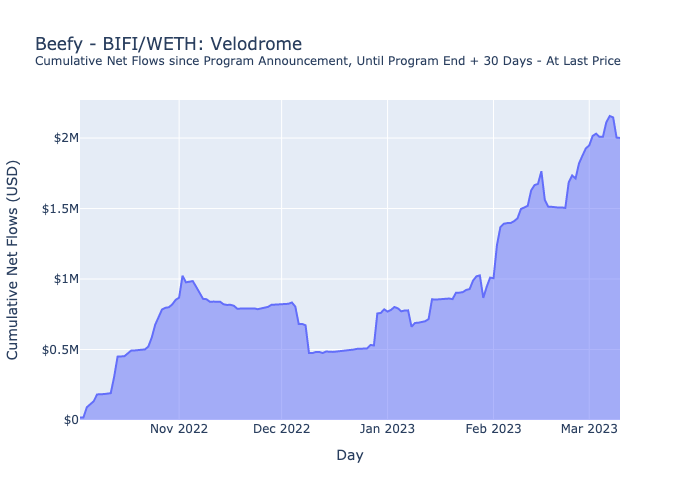 Beefy - BIFI/WETH: Velodrome
Cumulative Net Flows since Program Announcement, Until Program End + 30 Days - At Last Price
Cumulative Net Flows (USD)
$2M
$1.5M
$1M
$0.5M
$0
Nov 2022 Dec 2022 Jan 2023 Feb 2023 Mar 2023
Day